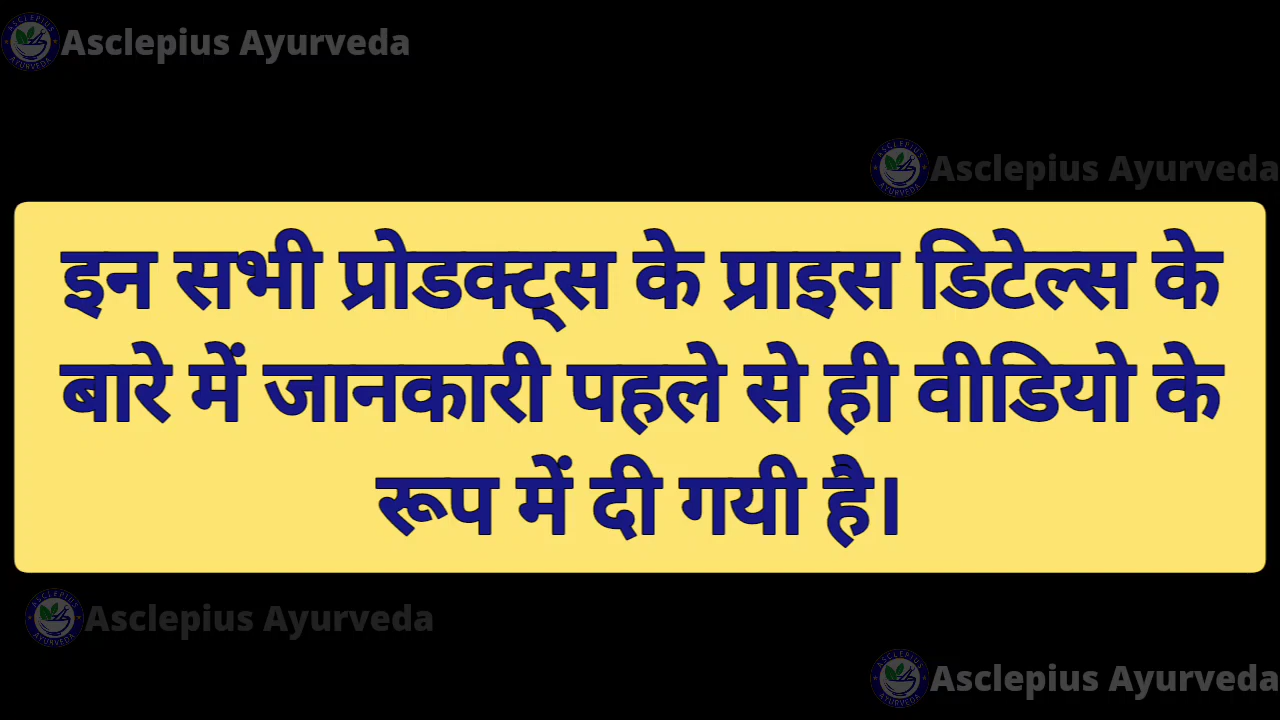 Asclepius Ayurveda
Asclepius Ayurveda
इन सभी प्रोडक्ट्स के प्राइस डिटेल्स के
बारे में जानकारी पहले से ही वीडियो के
रूप में दी गयी है।
Asclepius Ayurveda
Asclepius Ayurveda